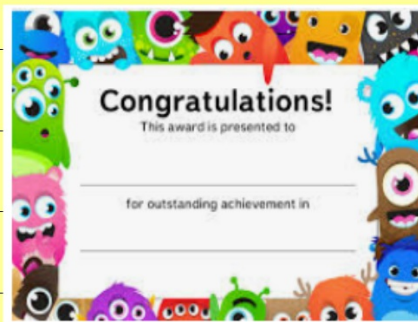 Congratulations!
This award is presented to
for outstanding achievement in